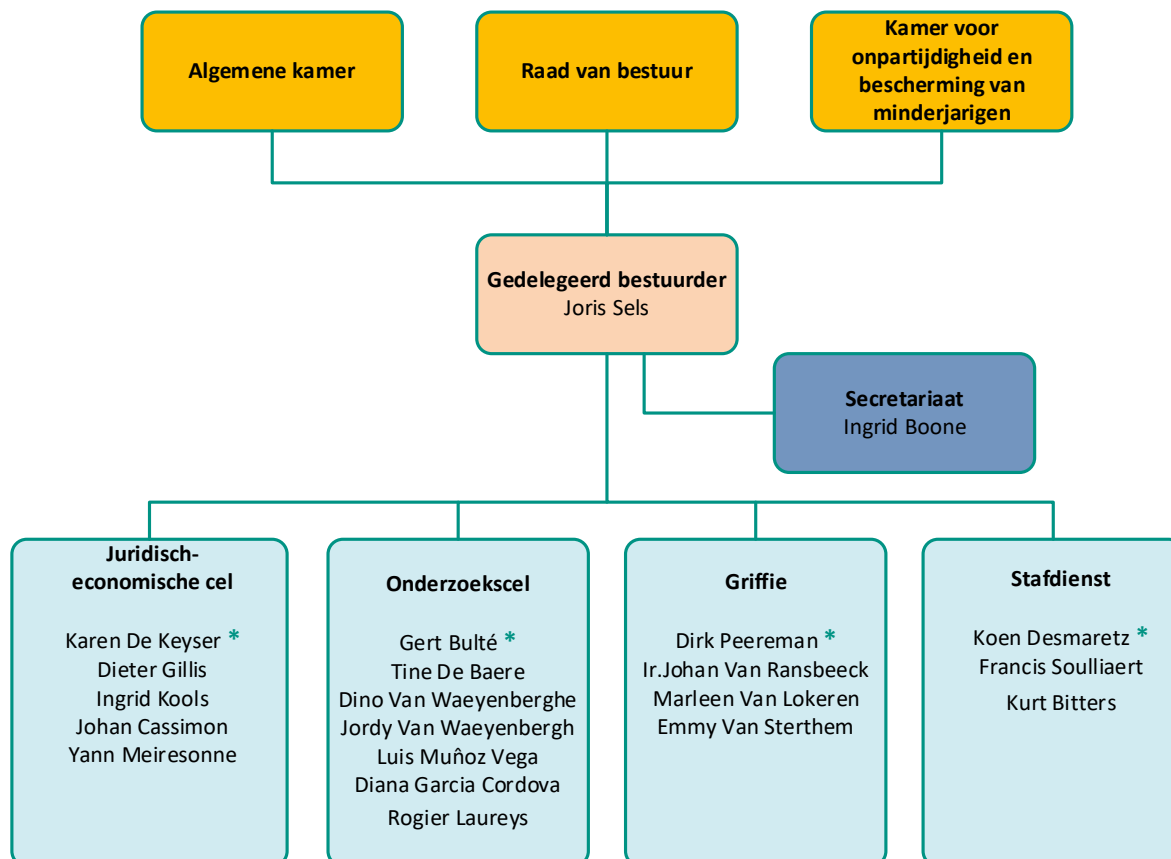 Algemene kamer
Raad van bestuur
Kamer voor
onpartijdigheid en
bescherming van
minderjarigen
Gedelegeerd bestuurder
Joris Sels
Secretariaat
Ingrid Boone
Juridisch-
economische cel
Karen De Keyser *
Dieter Gillis
Ingrid Kools
Johan Cassimon
Yann Meiresonne
Onderzoekscel
Gert Bulté *
Tine De Baere
Dino Van Waeyenberghe
Jordy Van Waeyenbergh
Luis Muñoz Vega
Diana Garcia Cordova
Rogier Laureys
Griffie
Dirk Peereman *
Ir.Johan Van Ransbeeck
Marleen Van Lokeren
Emmy Van Sterthem
Stafdienst
Koen Desmaretz *
Francis Soulliaert
Kurt Bitters